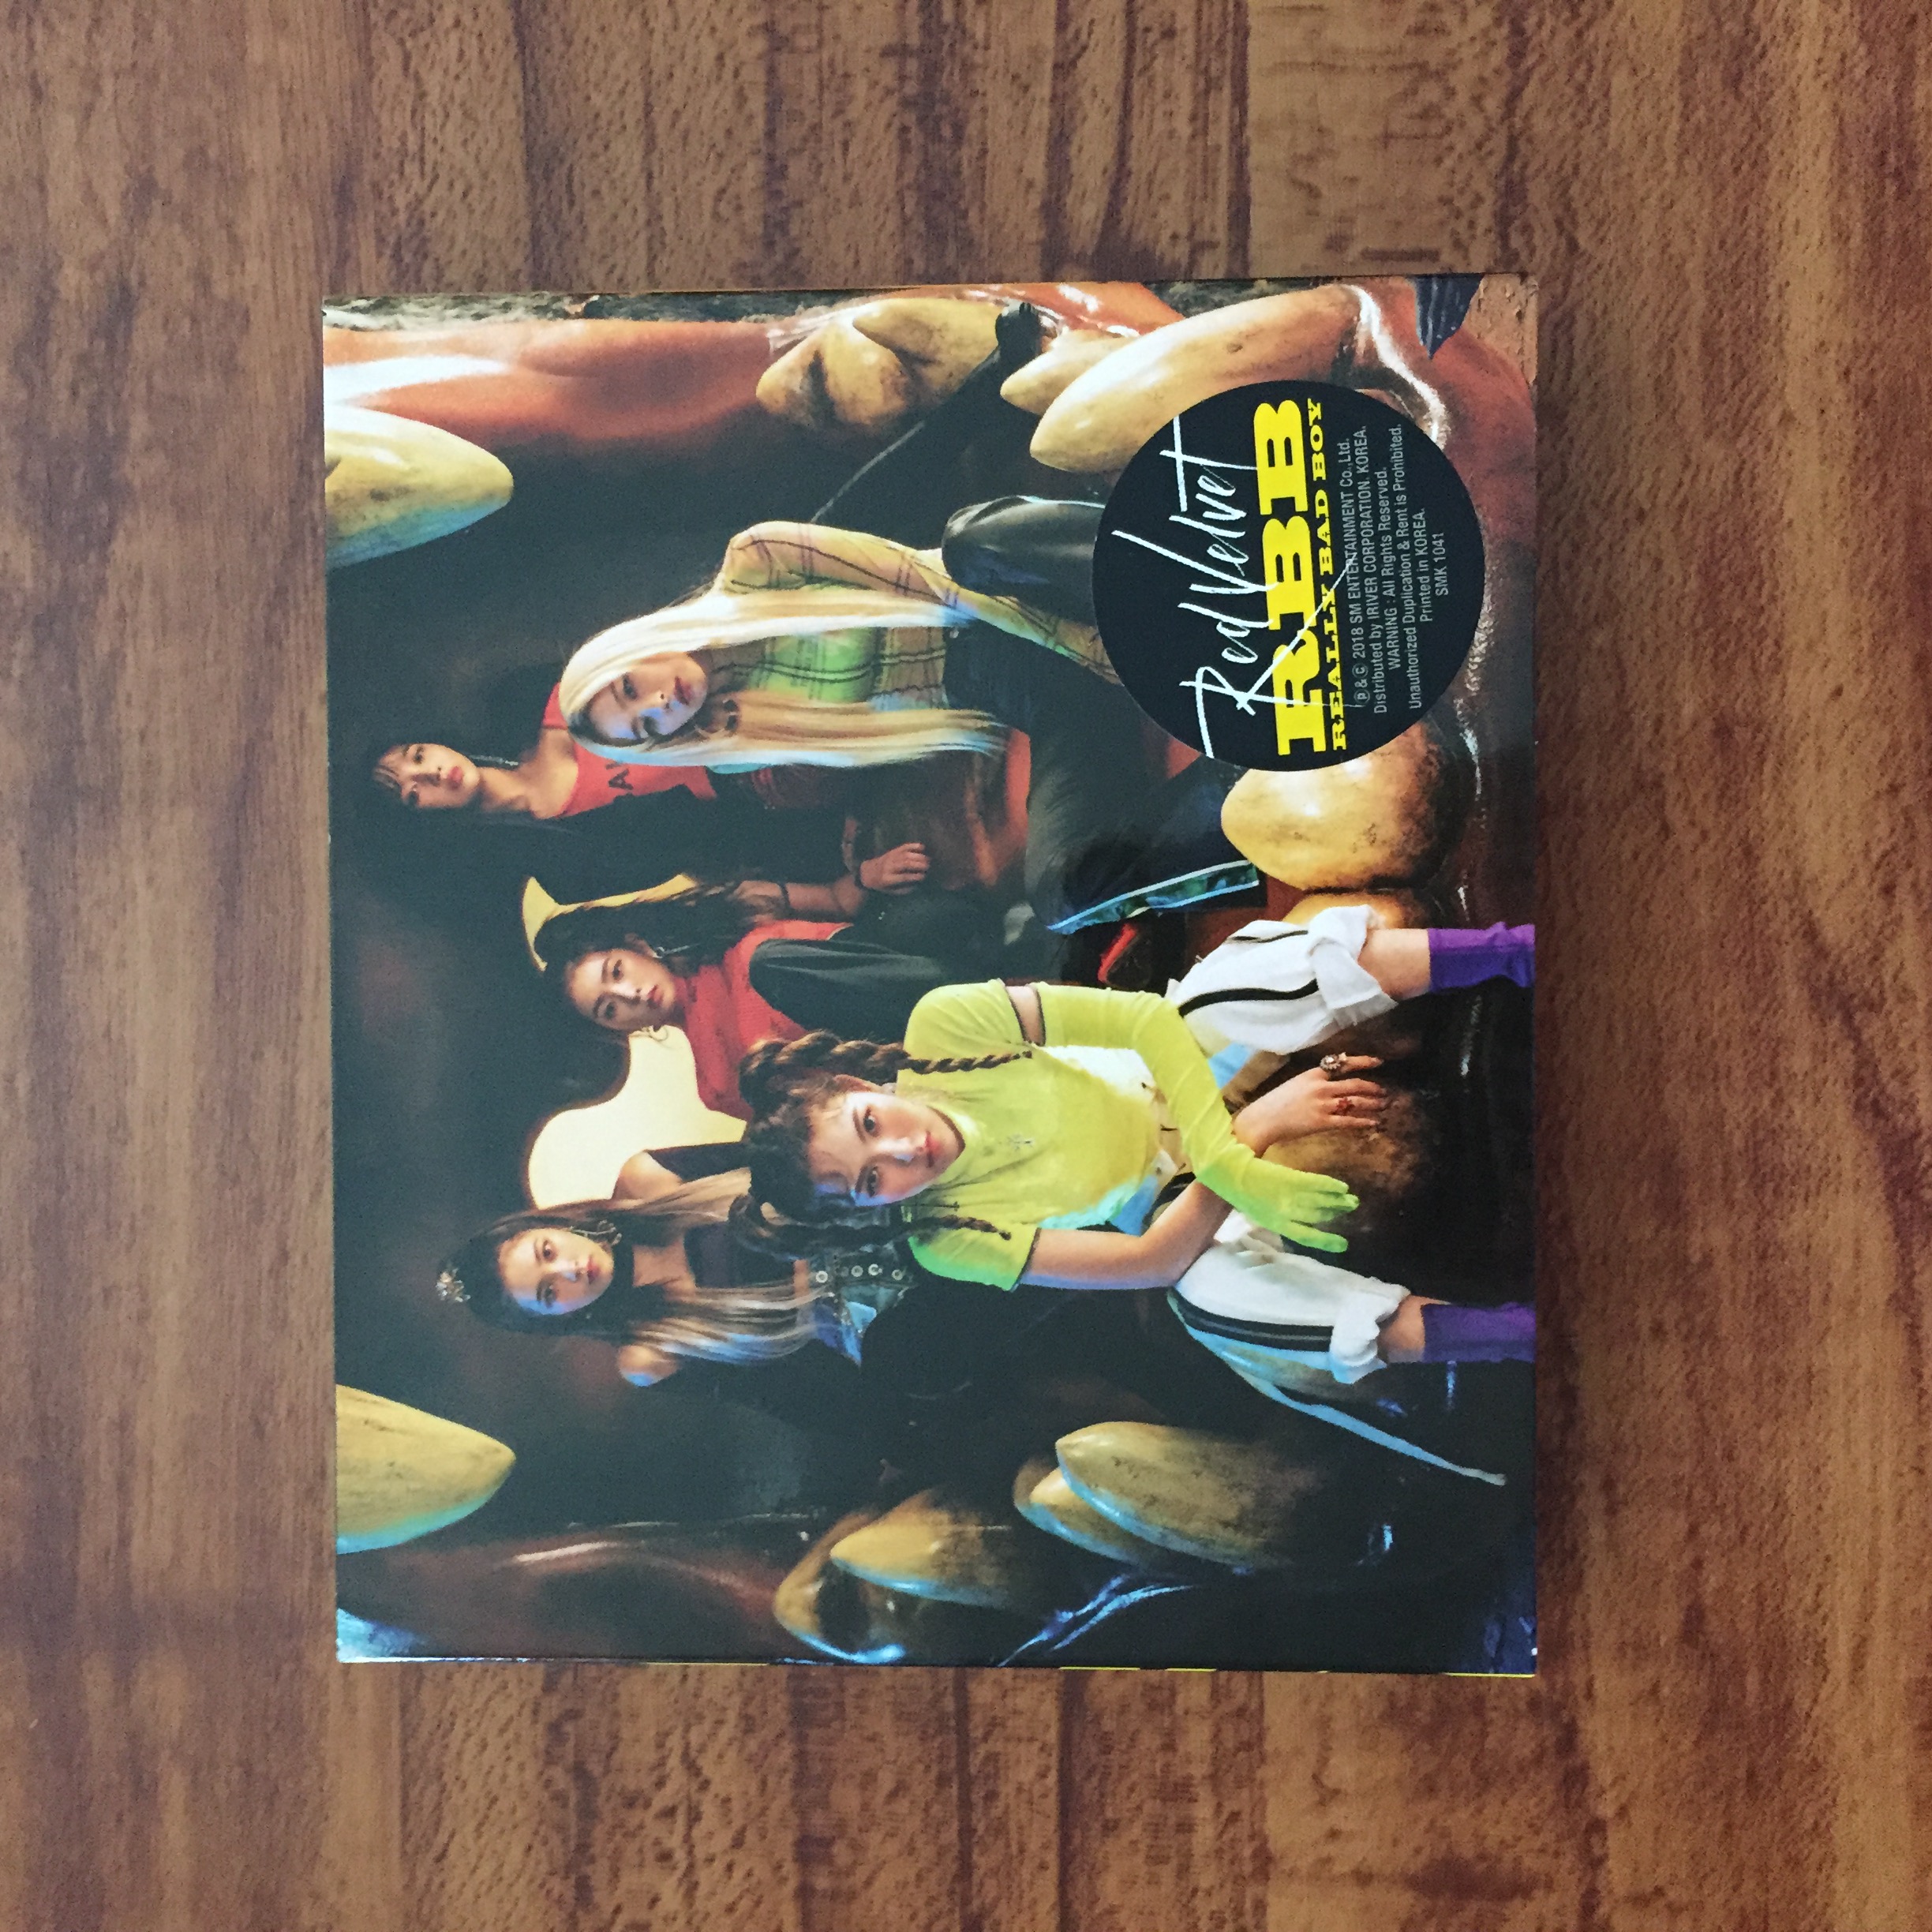 BA
Red Velvet
RBB
REALLY BAD BOY
Ⓟ&Ⓒ 2018 SM ENTERTAINMENT Co.,Ltd.
Distributed by IRIVER CORPORATION. KOREA.
WARNING : All Rights Reserved.
Unauthorized Duplication & Rent is Prohibited.
Printed in KOREA.
SMK 1041